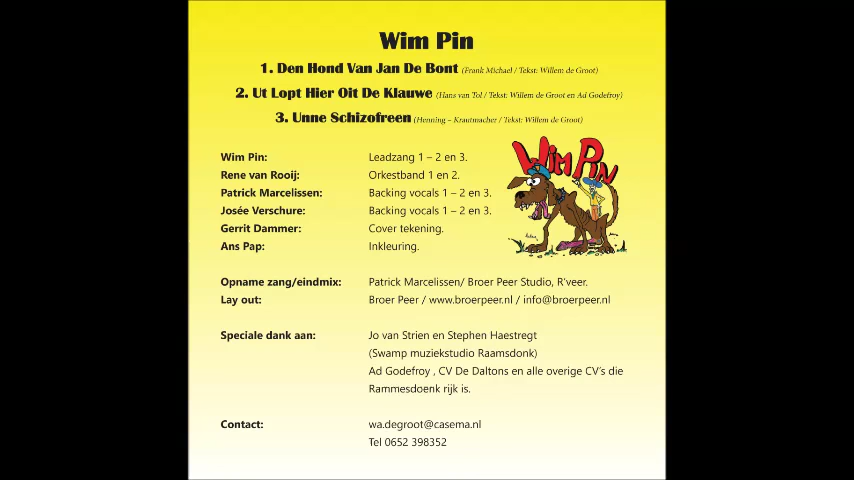 Wim Pin
1. Den Hond Van Jan De Bont (Frank Michael / Tekst: Willem de Groot)
2. Ut Lopt Hier Oit De Klauwe (Hans van Tol / Tekst: Willem de Groot en Ad Godefroy)
3. Unne Schizofreen (Henning – Krautmacher / Tekst: Willem de Groot)
Wim Pin: Leadzang 1 – 2 en 3.
Rene van Rooij: Orkestband 1 en 2.
Patrick Marcelissen: Backing vocals 1 – 2 en 3.
Josée Verschure: Backing vocals 1 – 2 en 3.
Gerrit Dammer: Cover tekening.
Ans Pap: Inkleuring.
WIM PIN
Opname zang/eindmix: Patrick Marcelissen/ Broer Peer Studio, R’veer.
Lay out: Broer Peer / www.broerpeer.nl / info@broerpeer.nl
Speciale dank aan: Jo van Strien en Stephen Haestregt
(Swamp muziekstudio Raamsdonk)
Ad Godefroy , CV De Daltons en alle overige CV’s die
Rammesdoenk rijk is.
Contact: wa.degroot@casema.nl
Tel 0652 398352